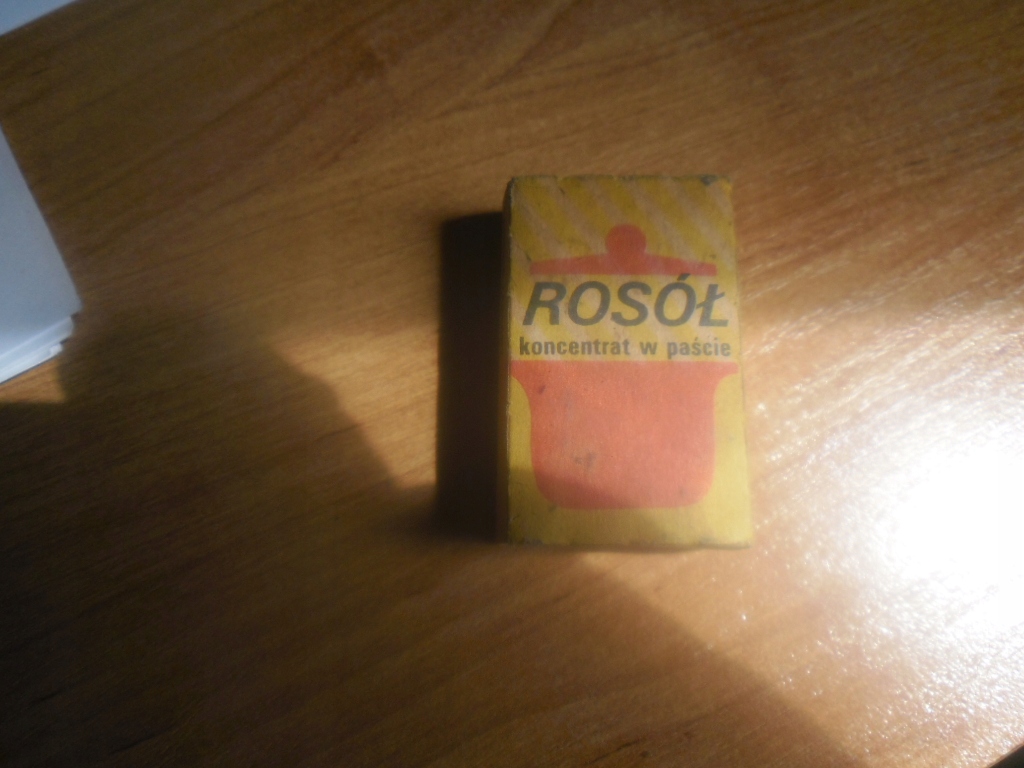 ROSÓŁ
koncentrat w paście